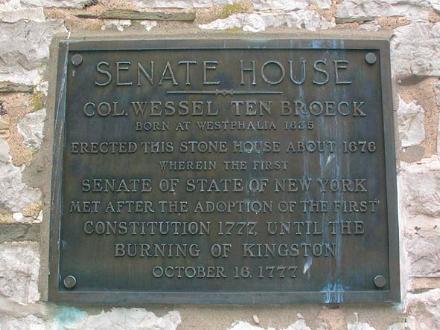 SENATE HOUSE
COL. WESSEL TEN BROECK
BORN AT WESTPHALIA 1635
ERECTED THIS STONE HOUSE ABOUT 1676
WHEREIN THE FIRST
SENATE OF STATE OF NEW YORK
MET AFTER THE ADOPTION OF THE FIRST
CONSTITUTION 1777, UNTIL THE
BURNING OF KINGSTON
OCTOBER 16, 1777